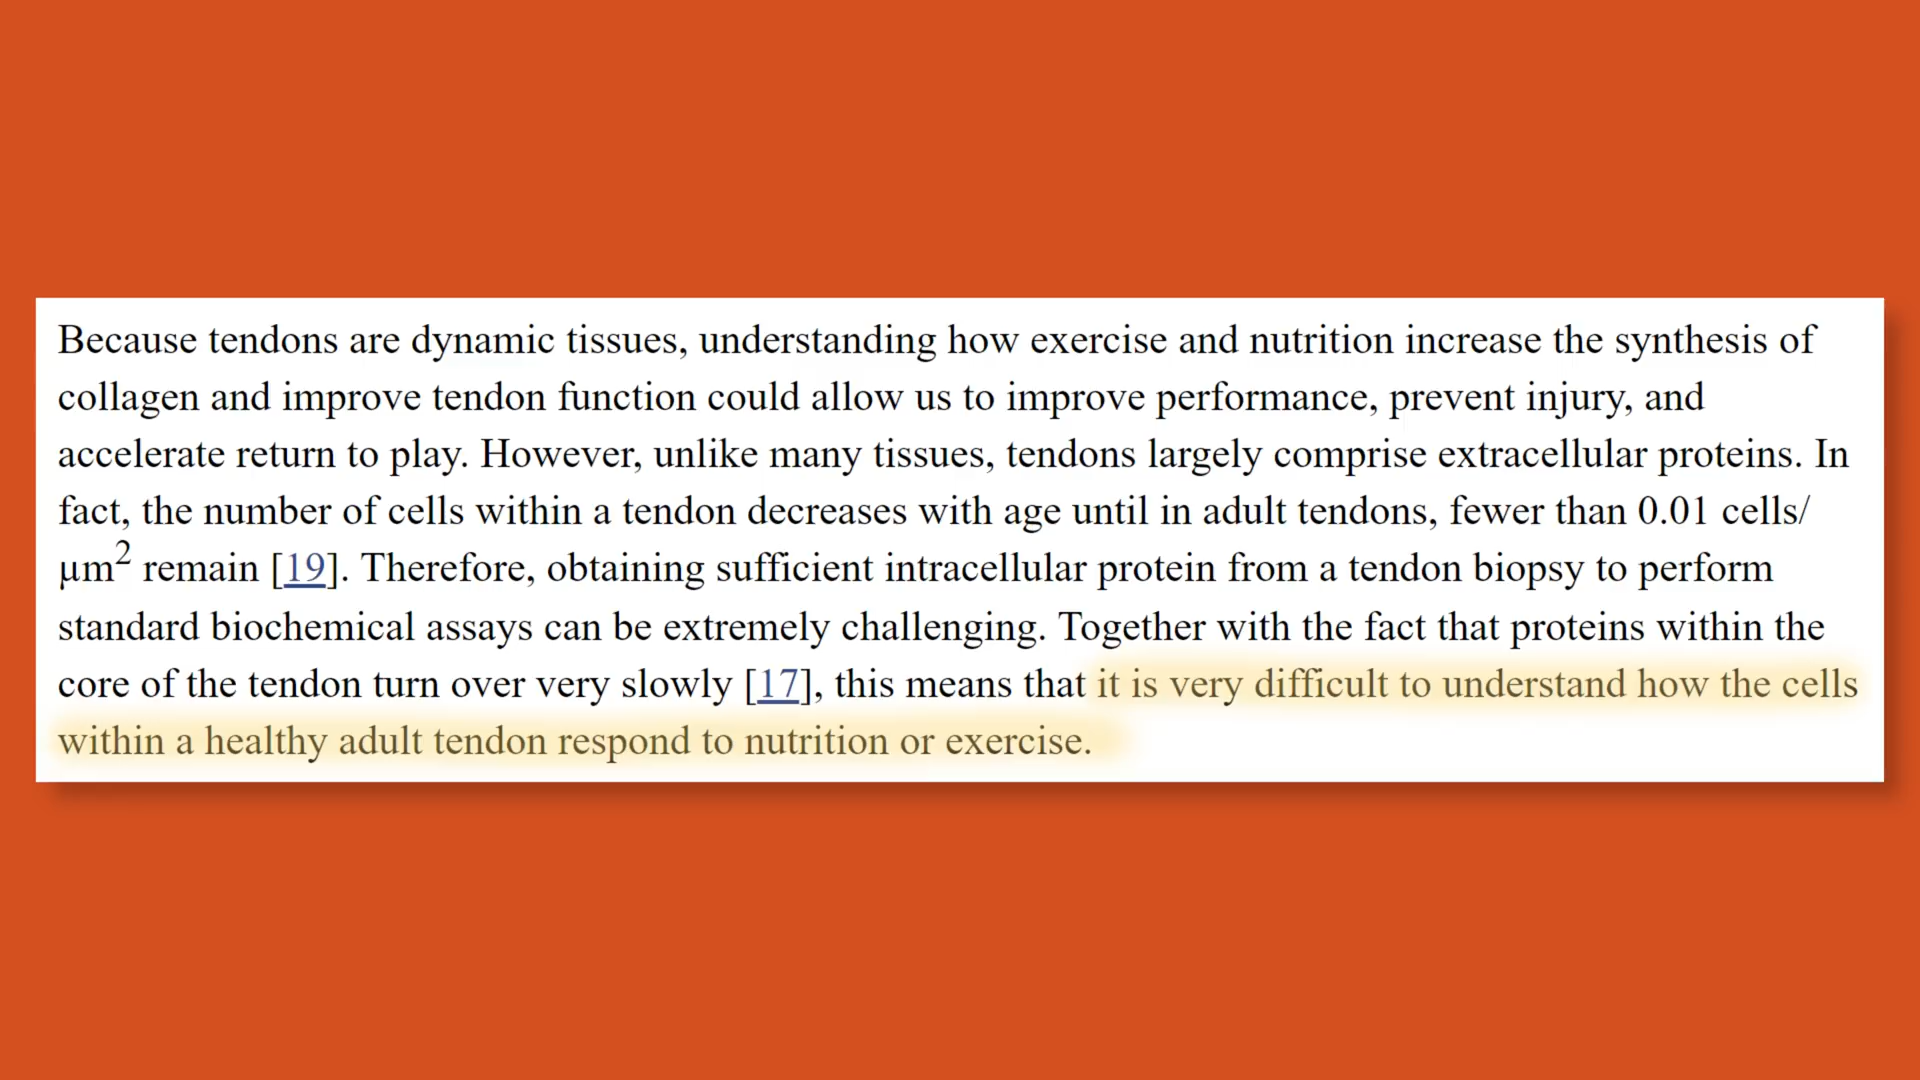 Because tendons are dynamic tissues, understanding how exercise and nutrition increase the synthesis of
collagen and improve tendon function could allow us to improve performance, prevent injury, and
accelerate return to play. However, unlike many tissues, tendons largely comprise extracellular proteins. In
fact, the number of cells within a tendon decreases with age until in adult tendons, fewer than 0.01 cells/
µm² remain [19]. Therefore, obtaining sufficient intracellular protein from a tendon biopsy to perform
standard biochemical assays can be extremely challenging. Together with the fact that proteins within the
core of the tendon turn over very slowly [17], this means that it is very difficult to understand how the cells
within a healthy adult tendon respond to nutrition or exercise.